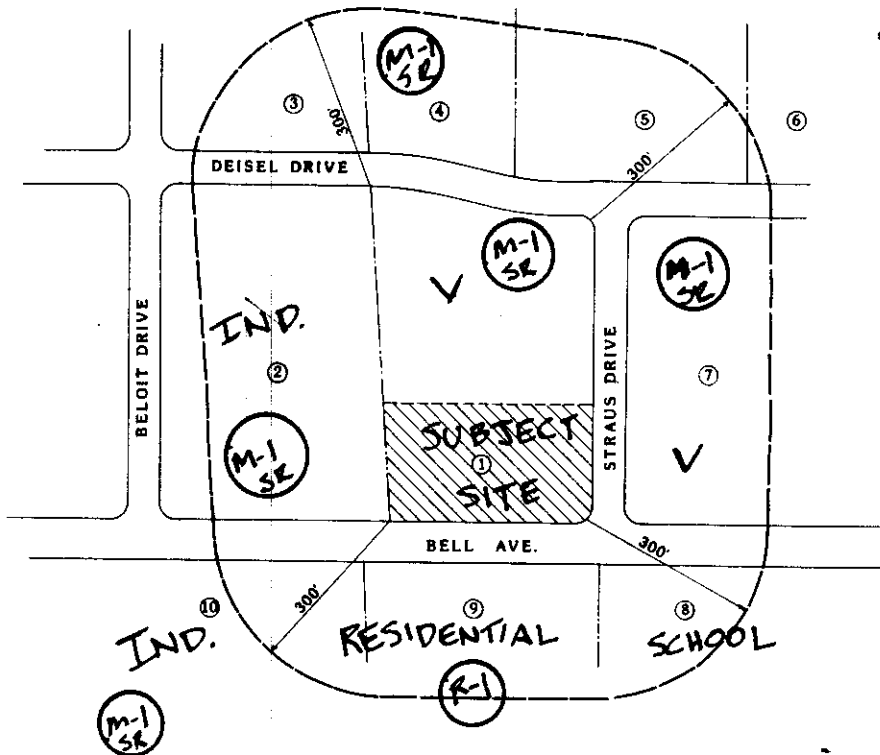 M-1
SR
3
4
5
6
300'
300'
DEISEL DRIVE
M-1
SR
M-1
SR
V
IND.
BELOIT DRIVE
2
STRAUS DRIVE
7
M-1
SR
SUBJECT
1
SITE
V
BELL AVE.
300'
300'
10
9
8
IND.
RESIDENTIAL
SCHOOL
R-1
M-1
SR